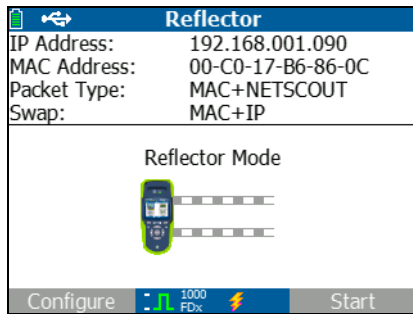 Reflector
IP Address: 192.168.001.090
MAC Address: 00-C0-17-B6-86-0C
Packet Type: MAC+NETSCOUT
Swap: MAC+IP
Reflector Mode
Configure 1000 FDx Start